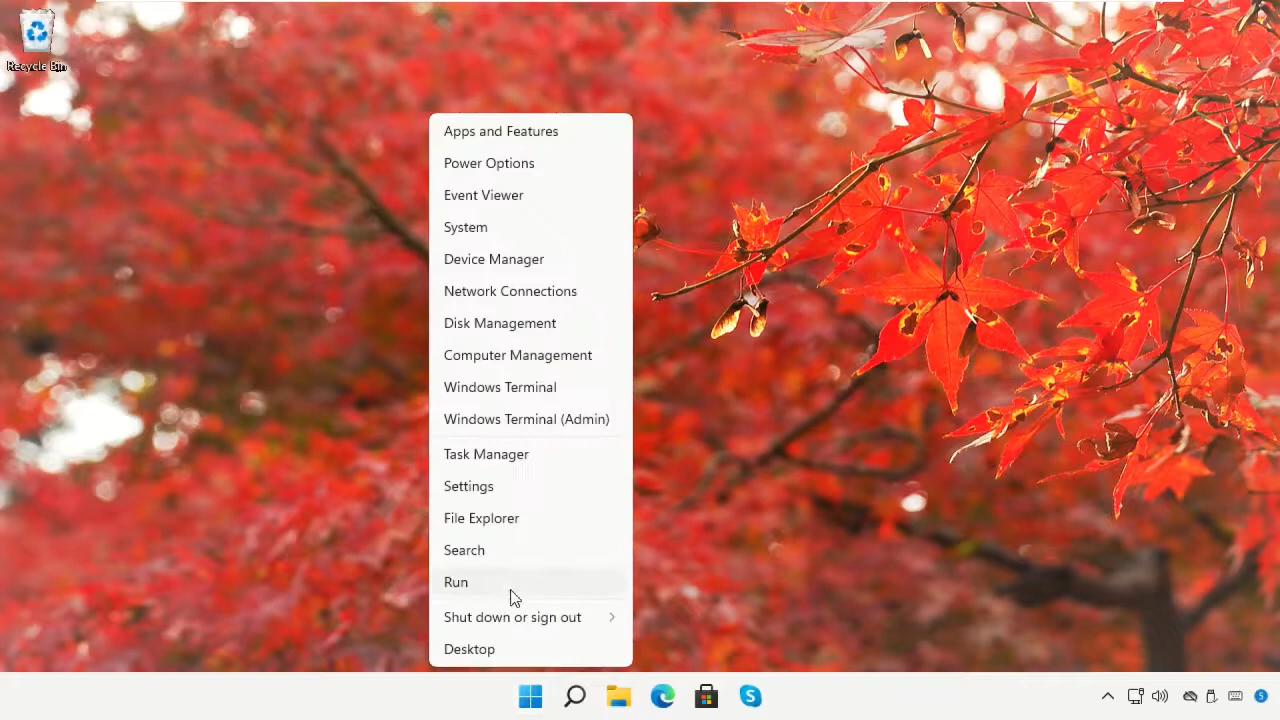 Recycle Bin
Apps and Features
Power Options
Event Viewer
System
Device Manager
Network Connections
Disk Management
Computer Management
Windows Terminal
Windows Terminal (Admin)
Task Manager
Settings
File Explorer
Search
Run
Shut down or sign out
Desktop
S
5